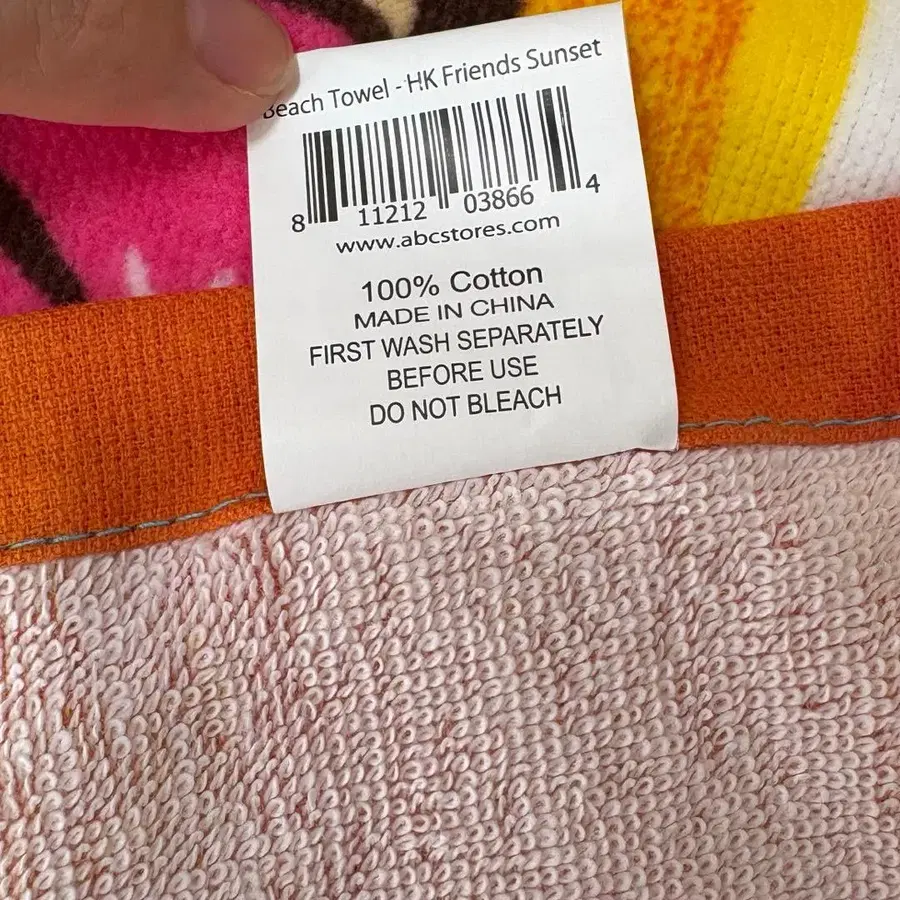 Beach Towel - HK Friends Sunset
8 11212 03866 4
www.abcstores.com
100% Cotton
MADE IN CHINA
FIRST WASH SEPARATELY
BEFORE USE
DO NOT BLEACH